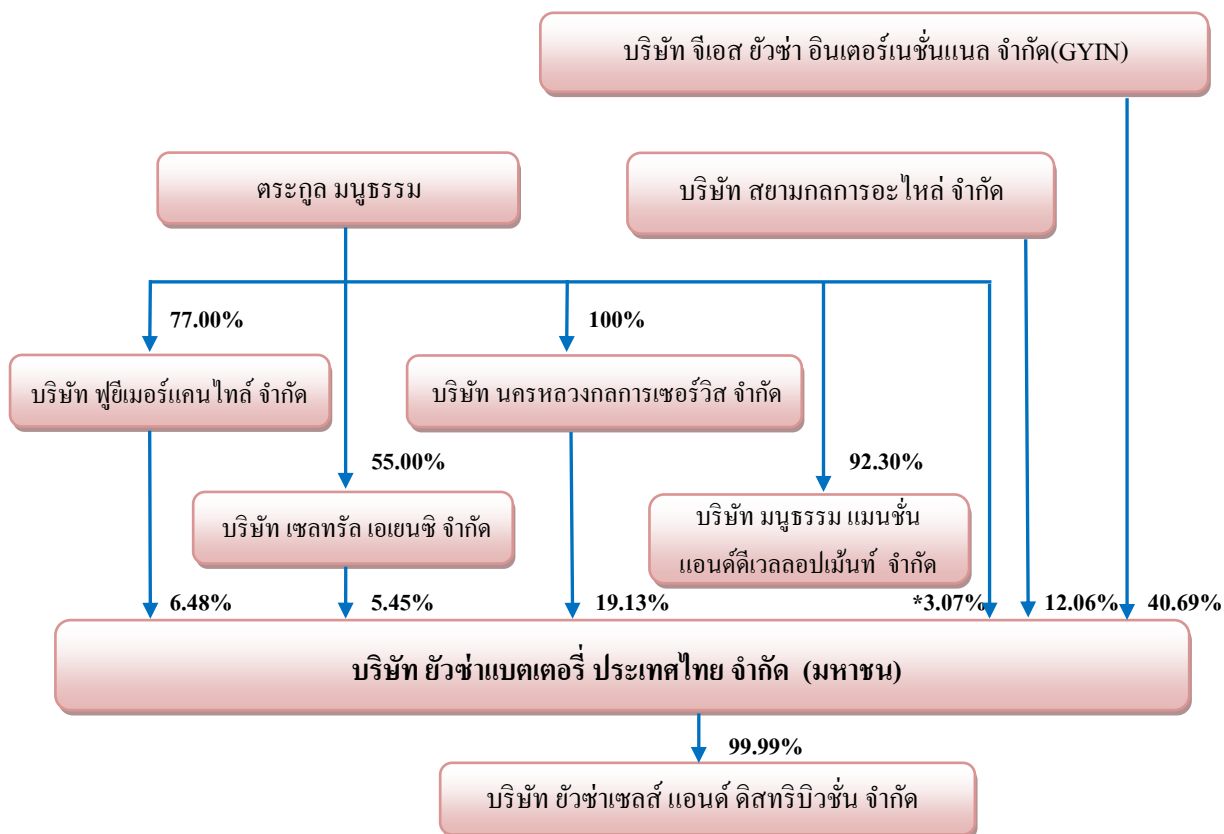 บริษัท จีเอส ยัวซ่า อินเตอร์เนชั่นแนล จำกัด(GYIN)
ตระกูล มนูธรรม
บริษัท สยามกลการอะไหล่ จำกัด
77.00%
100%
บริษัท ฟูยีเมอร์แคนไทล์ จำกัด
บริษัท นครหลวงกลการเซอร์วิส จำกัด
55.00%
92.30%
บริษัท เซลทรัล เอเยนซิ จำกัด
บริษัท มนูธรรม แมนชั่น
แอนด์ดีเวลลอปเม้นท์ จำกัด
6.48%
5.45%
19.13%
*3.07%
12.06%
40.69%
บริษัท ยัวซ่าแบตเตอรี่ ประเทศไทย จำกัด (มหาชน)
99.99%
บริษัท ยัวซ่าเซลส์ แอนด์ ดิสทริบิวชั่น จำกัด